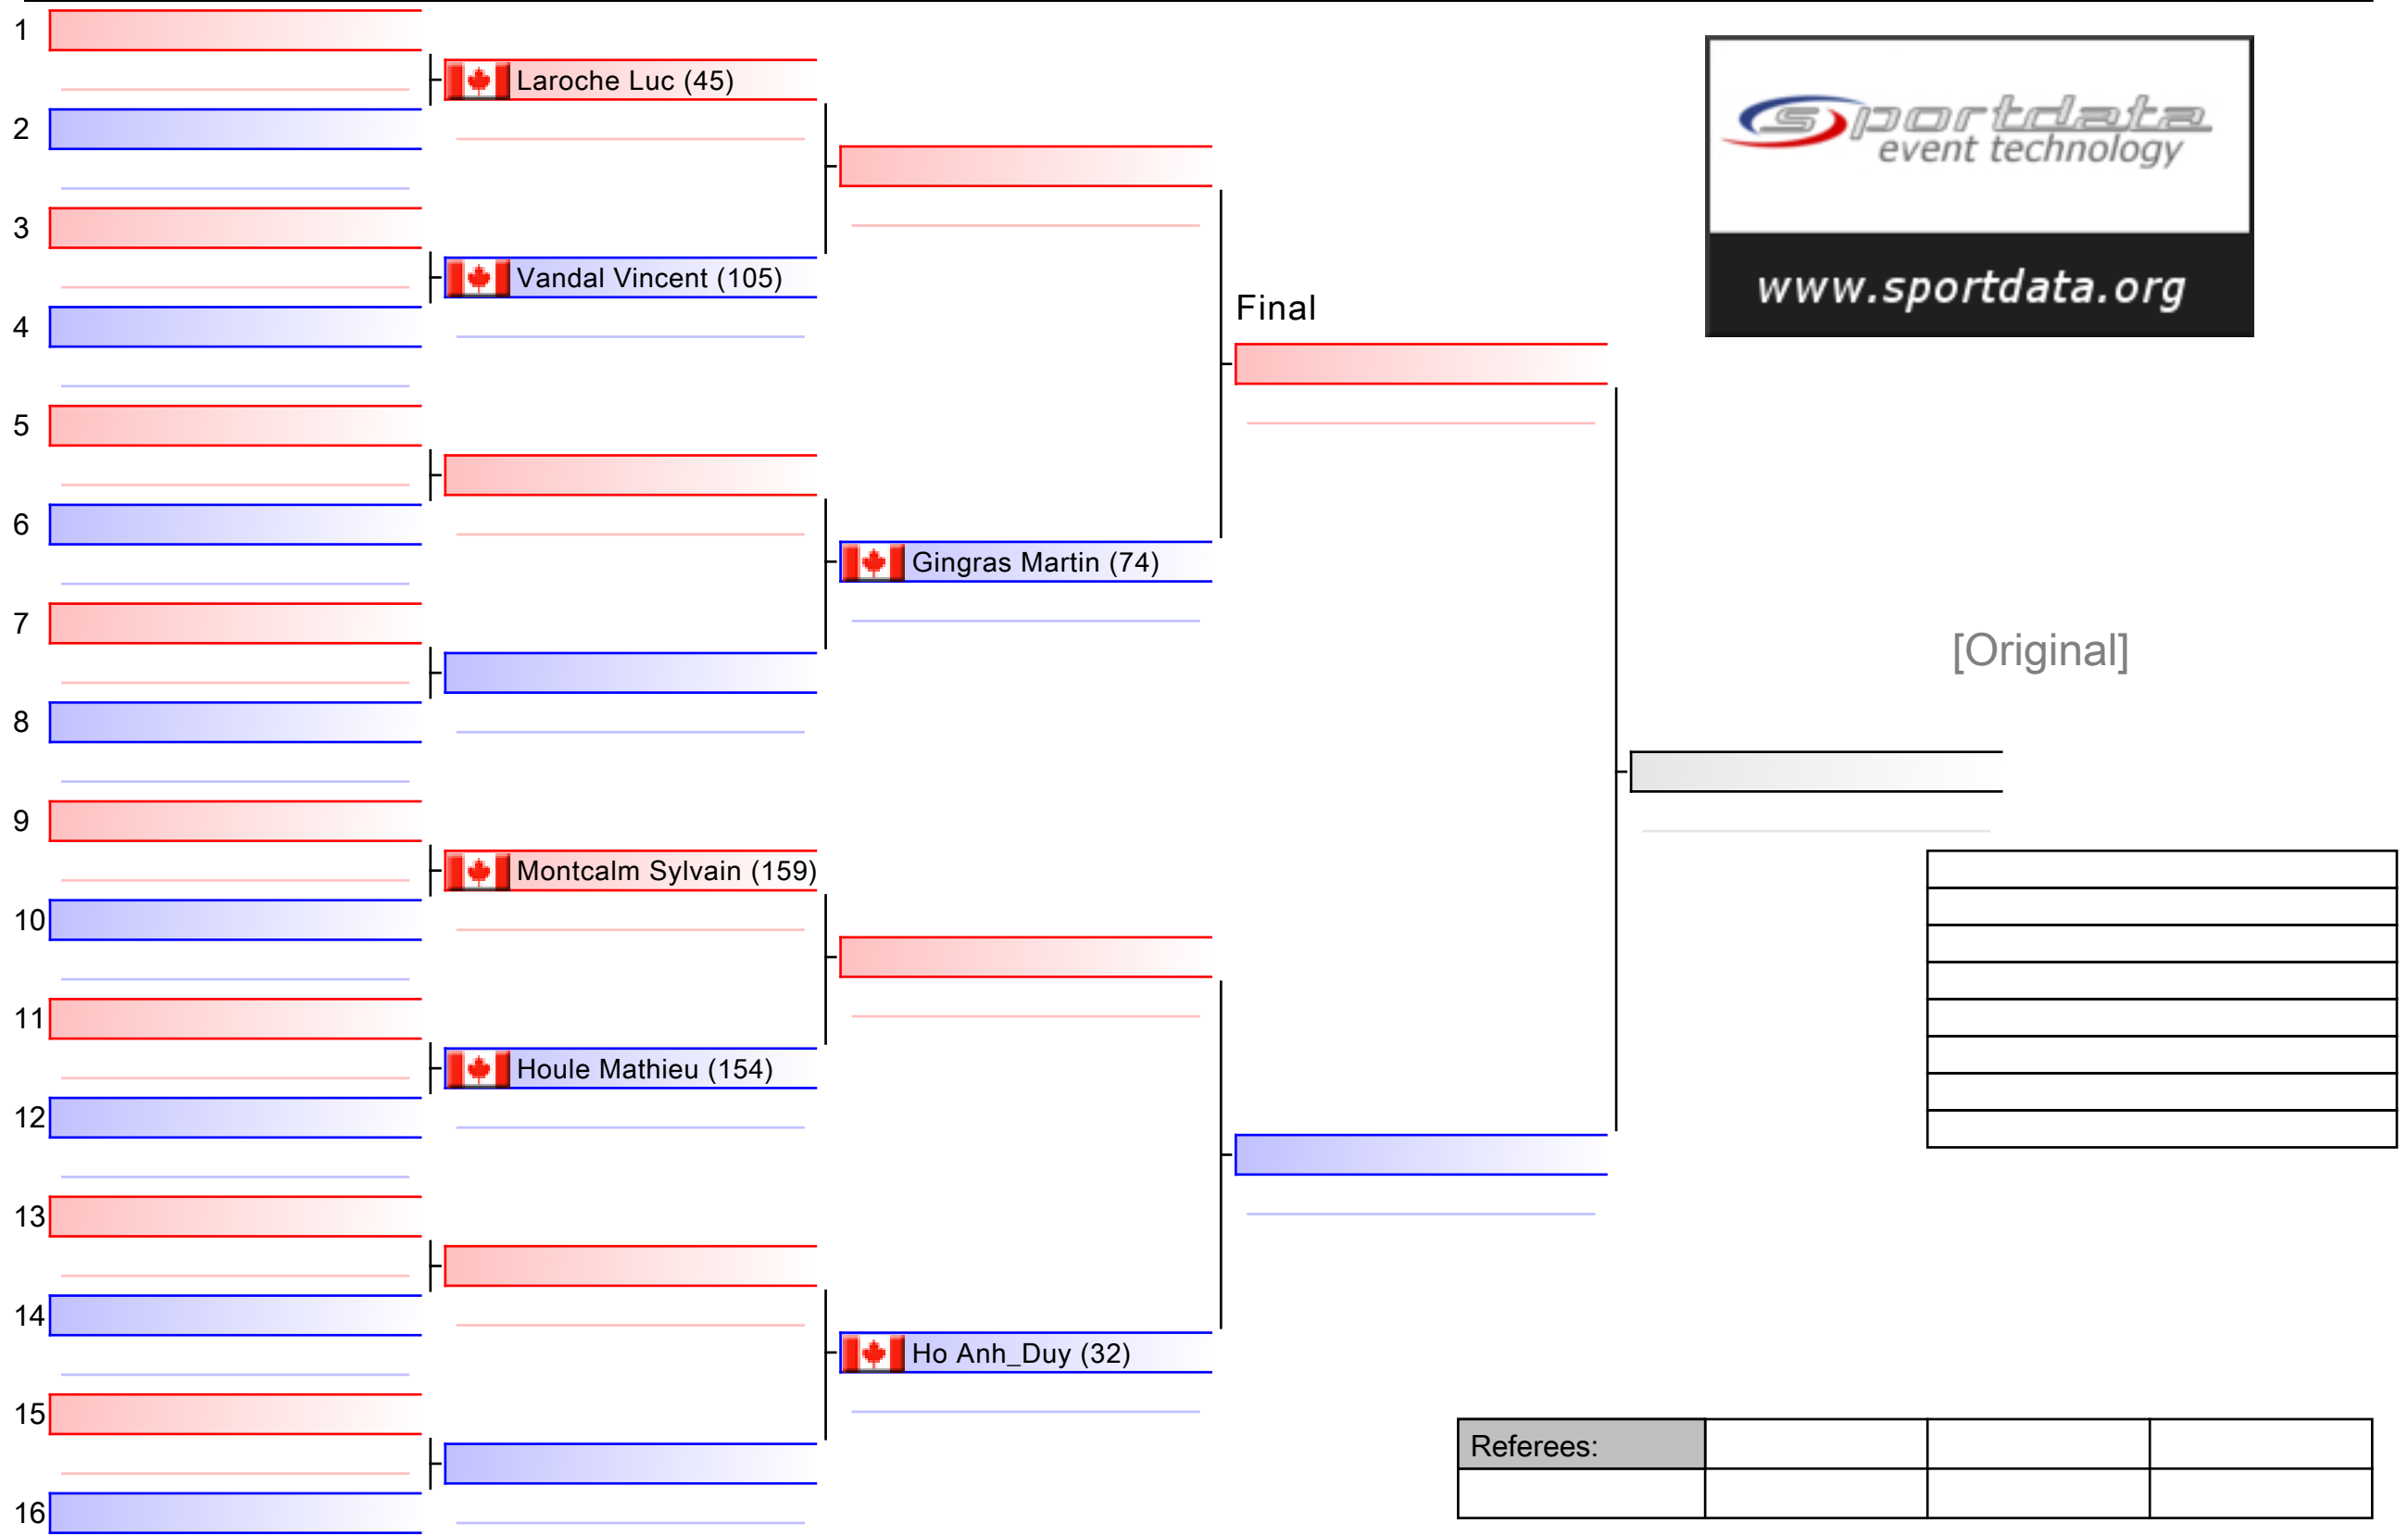 1
Laroche Luc (45)
2
3
Vandal Vincent (105)
4
5
6
Gingras Martin (74)
7
8
9
Montcalm Sylvain (159)
10
11
Houle Mathieu (154)
12
13
14
Ho Anh_Duy (32)
15
16
Final
sportdata
event technology
www.sportdata.org
[Original]
Referees: